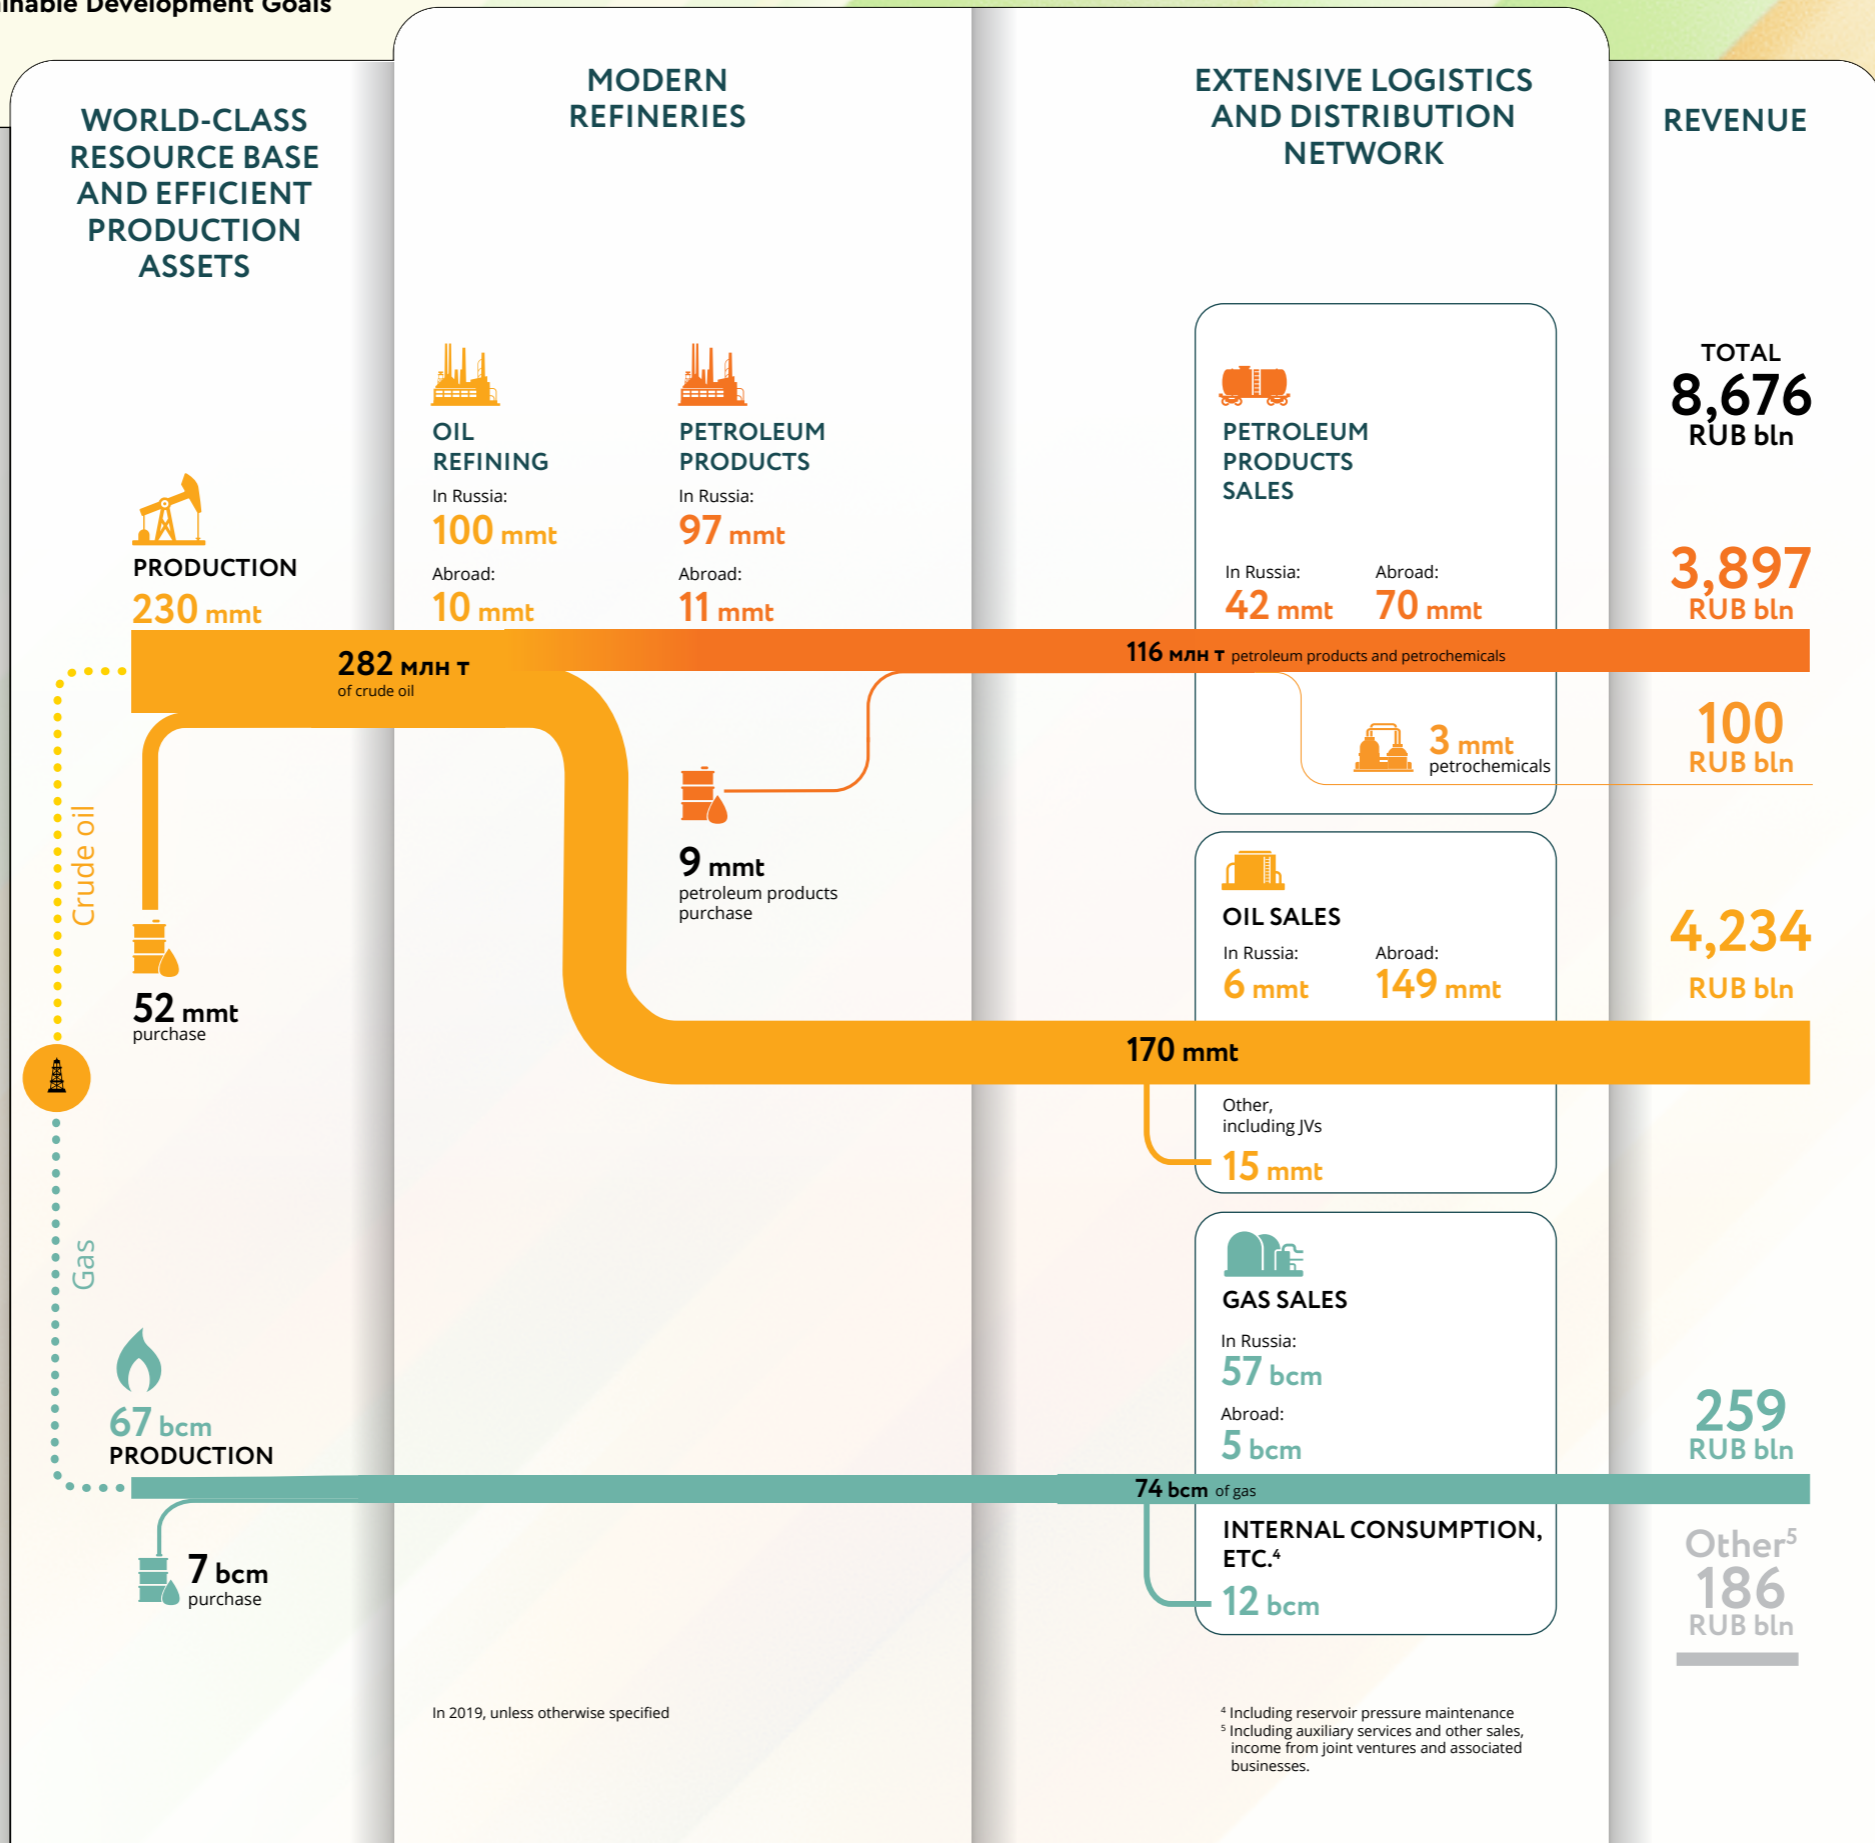 Development Goals
WORLD-CLASS
RESOURCE BASE
AND EFFICIENT
PRODUCTION
ASSETS
MODERN
REFINERIES
EXTENSIVE LOGISTICS
AND DISTRIBUTION
NETWORK
REVENUE
PRODUCTION
230 mmt
282 млн т
of crude oil
Crude oil
52 mmt
purchase
Gas
67 bcm
PRODUCTION
7 bcm
purchase
OIL
REFINING
In Russia:
100 mmt
Abroad:
10 mmt
PETROLEUM
PRODUCTS
In Russia:
97 mmt
Abroad:
11 mmt
9 mmt
petroleum products
purchase
PETROLEUM
PRODUCTS
SALES
In Russia:
42 mmt
Abroad:
70 mmt
116 млн т petroleum products and petrochemicals
3 mmt
petrochemicals
OIL SALES
In Russia:
6 mmt
Abroad:
149 mmt
170 mmt
Other,
including JVs
15 mmt
GAS SALES
In Russia:
57 bcm
Abroad:
5 bcm
74 bcm of gas
INTERNAL CONSUMPTION,
ETC.⁴
12 bcm
TOTAL
8,676
RUB bln
3,897
RUB bln
100
RUB bln
4,234
RUB bln
259
RUB bln
Other⁵
186
RUB bln
In 2019, unless otherwise specified
⁴ Including reservoir pressure maintenance
⁵ Including auxiliary services and other sales,
income from joint ventures and associated
businesses.